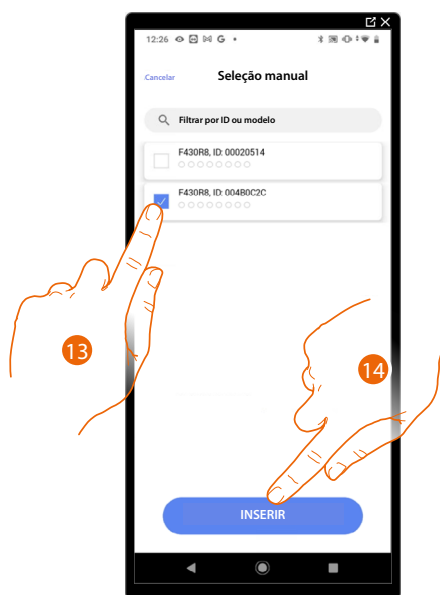 12:26
Cancelar
Seleção manual
Filtrar por ID ou modelo
F430R8, ID: 00020514
F430R8, ID: 004B0C2C
13
14
INSERIR